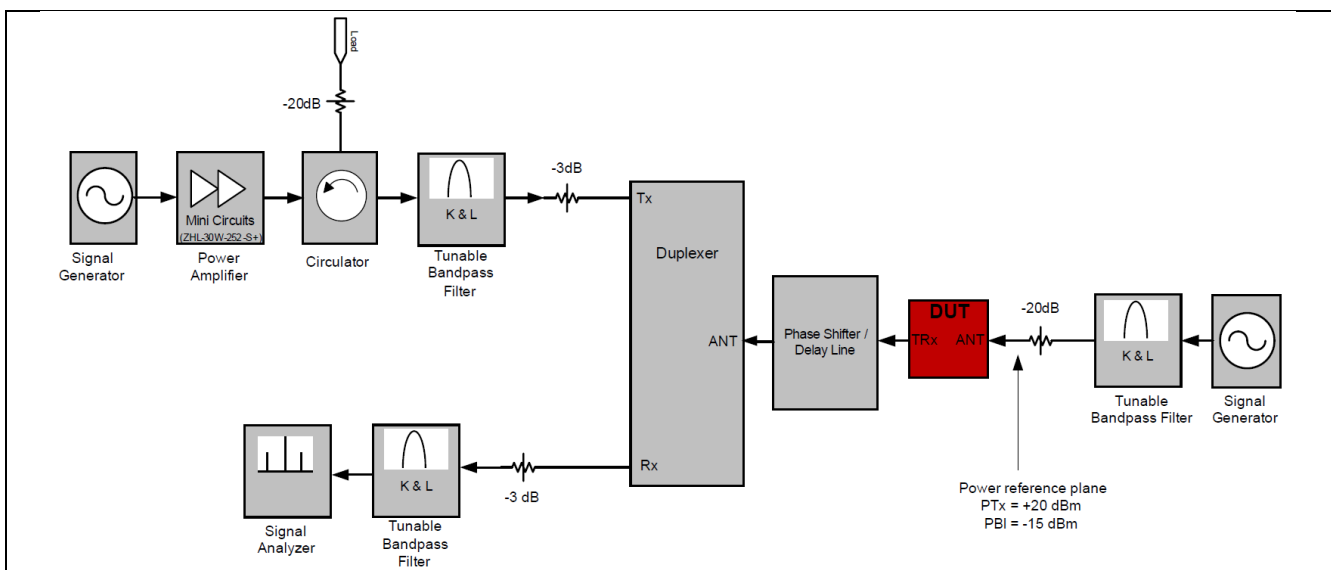 Load
-20dB
-3dB
Tx
K & L
Mini Circuits
(ZHL-30W-252-S+)
Signal
Generator
Power
Amplifier
Circulator
Tunable
Bandpass
Filter
Duplexer
ANT
Phase Shifter /
Delay Line
DUT
TRx
ANT
-20dB
K & L
Tunable
Bandpass Filter
Signal
Generator
Rx
-3 dB
K & L
Signal
Analyzer
Tunable
Bandpass
Filter
Power reference plane
PTx = +20 dBm
PBI = -15 dBm